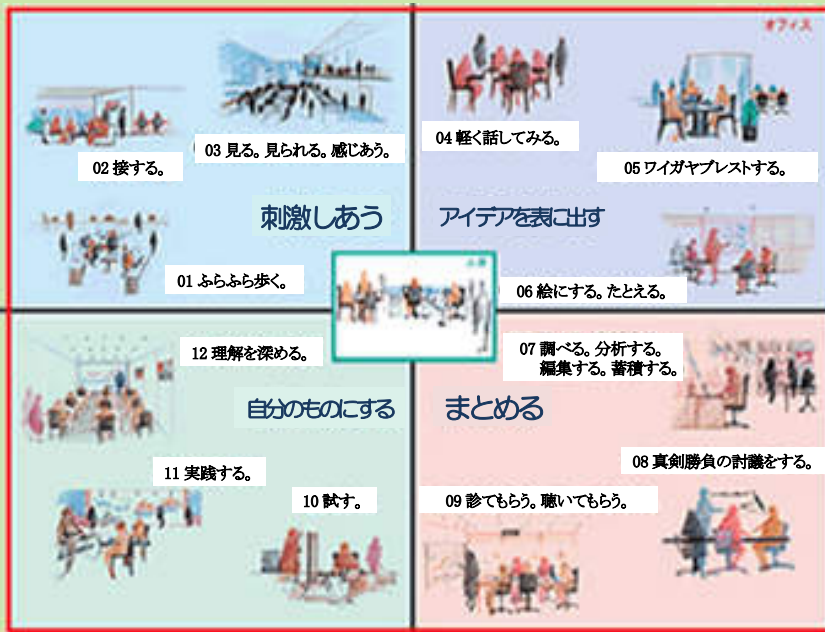 オフィス
03 見る。見られる。感じあう。
02 接する。
刺激しあう
01 ふらふら歩く。
04 軽く話してみる。
05 ワイガヤブレストする。
アイデアを表に出す
06 絵にする。たとえる。
12 理解を深める。
自分のものにする
11 実践する。
10 試す。
07 調べる。分析する。
編集する。蓄積する。
まとめる
08 真剣勝負の討議をする。
09 診てもらう。聴いてもらう。